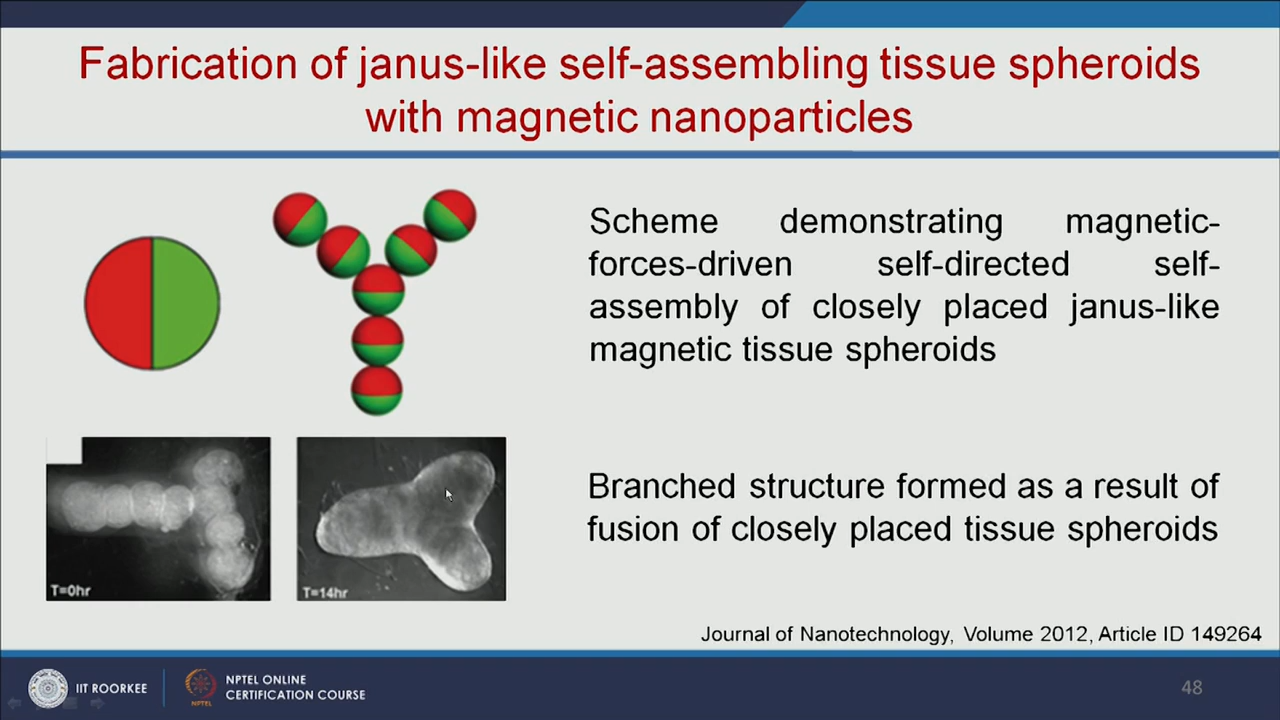 Fabrication of janus-like self-assembling tissue spheroids
with magnetic nanoparticles
Scheme demonstrating magnetic-
forces-driven self-directed self-
assembly of closely placed janus-like
magnetic tissue spheroids
T=0hr
T=14hr
Branched structure formed as a result of
fusion of closely placed tissue spheroids
Journal of Nanotechnology, Volume 2012, Article ID 149264
IIT ROORKEE
NPTEL
NPTEL ONLINE
CERTIFICATION COURSE
48